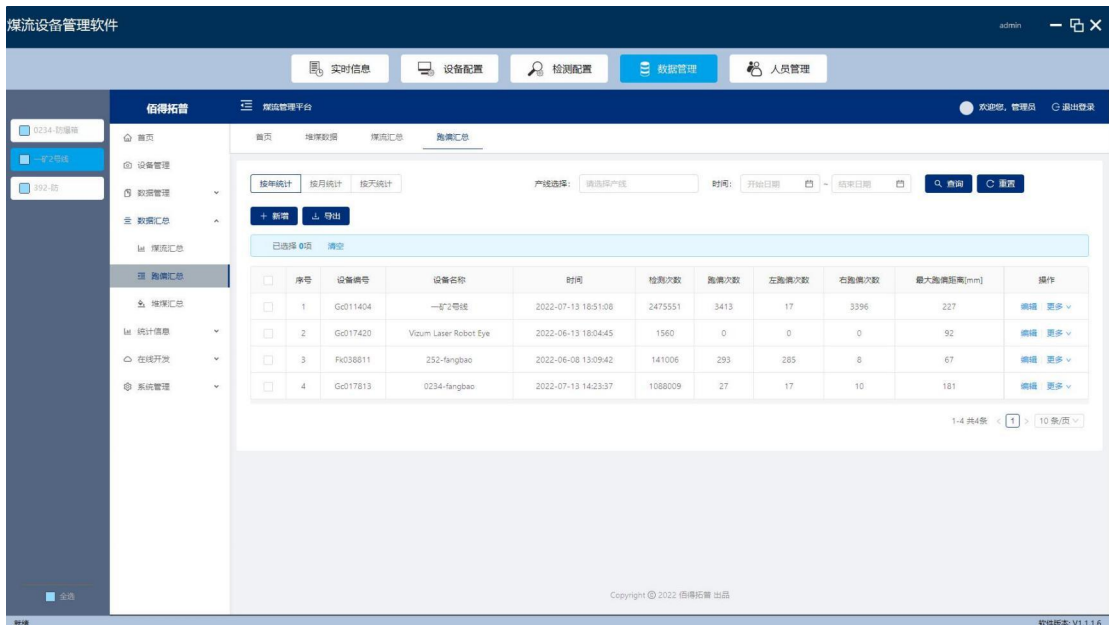 煤流设备管理软件 admin
实时信息 设备配置 检测配置 数据管理 人员管理
佰得拓普 煤流管理平台 欢迎您，管理员 退出登录
0234-防爆箱
一矿2号线
392-防
首页
设备管理
数据管理
数据汇总
煤流汇总
跑偏汇总
堆煤汇总
统计信息
在线开发
系统管理
首页 堆煤数据 煤流汇总 跑偏汇总
按年统计 按月统计 按天统计 产线选择: 请选择产线 时间: 开始日期 ~ 结束日期 查询 重置
+ 新增 导出
已选择 0项 清空
序号 设备编号 设备名称 时间 检测次数 跑偏次数 左跑偏次数 右跑偏次数 最大跑偏距离[mm] 操作
1 Gc011404 一矿2号线 2022-07-13 18:51:08 2475551 3413 17 3396 227 编辑 更多
2 Gc017420 Vizum Laser Robot Eye 2022-06-13 18:04:45 1560 0 0 0 92 编辑 更多
3 Fk038811 252-fangbao 2022-06-08 13:09:42 141006 293 285 8 67 编辑 更多
4 Gc017813 0234-fangbao 2022-07-13 14:23:37 1088009 27 17 10 181 编辑 更多
1-4 共4条 < 1 > 10 条/页
全选
Copyright © 2022 佰得拓普 出品
就绪 软件版本: V1.1.1.6